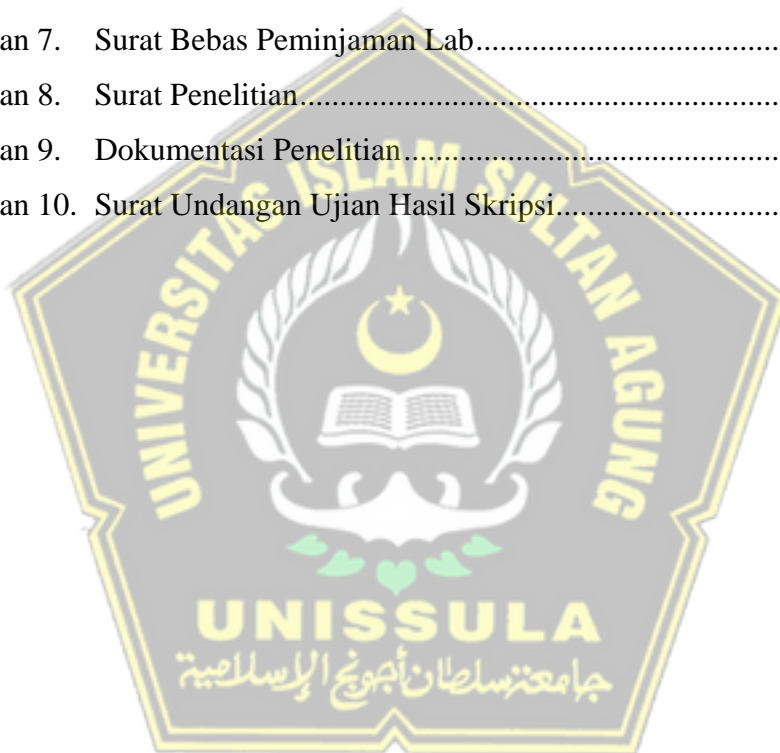 an 7. Surat Bebas Peminjaman Lab....................................
an 8. Surat Penelitian.........................................................
an 9. Dokumentasi Penelitian............................................
an 10. Surat Undangan Ujian Hasil Skripsi..........................
UNIVERSITAS ISLAM SULTAN AGUNG
UNISSULA
جامعة سلطان أجونج الإسلامية